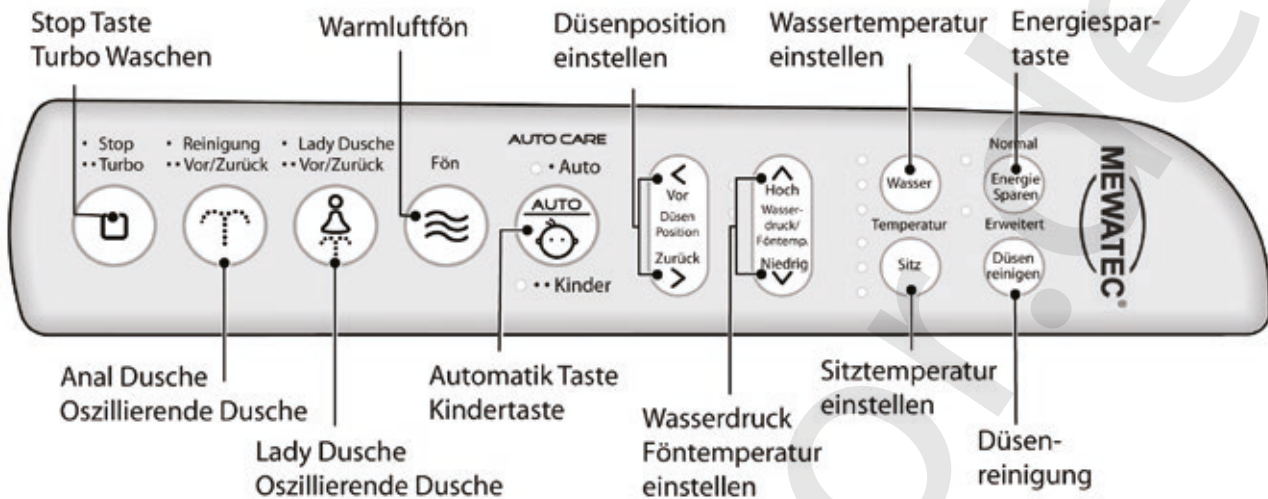 Stop Taste
Turbo Waschen
Warmluftfön
Düsenposition
einstellen
Wassertemperatur
einstellen
Energiespar-
taste
• Stop
•• Turbo
• Reinigung
•• Vor/Zurück
• Lady Dusche
•• Vor/Zurück
Fön
AUTO CARE
• Auto
AUTO
•• Kinder
<
Vor
Düsen
Position
Zurück
>
Hoch
Wasser-
druck/
Föntemp.
Niedrig
Wasser
Temperatur
Sitz
Normal
Energie
Sparen
Erweitert
Düsen
reinigen
MEWATEC®
Anal Dusche
Oszillierende Dusche
Lady Dusche
Oszillierende Dusche
Automatik Taste
Kindertaste
Wasserdruck
Föntemperatur
einstellen
Sitztemperatur
einstellen
Düsen-
reinigung
or.de